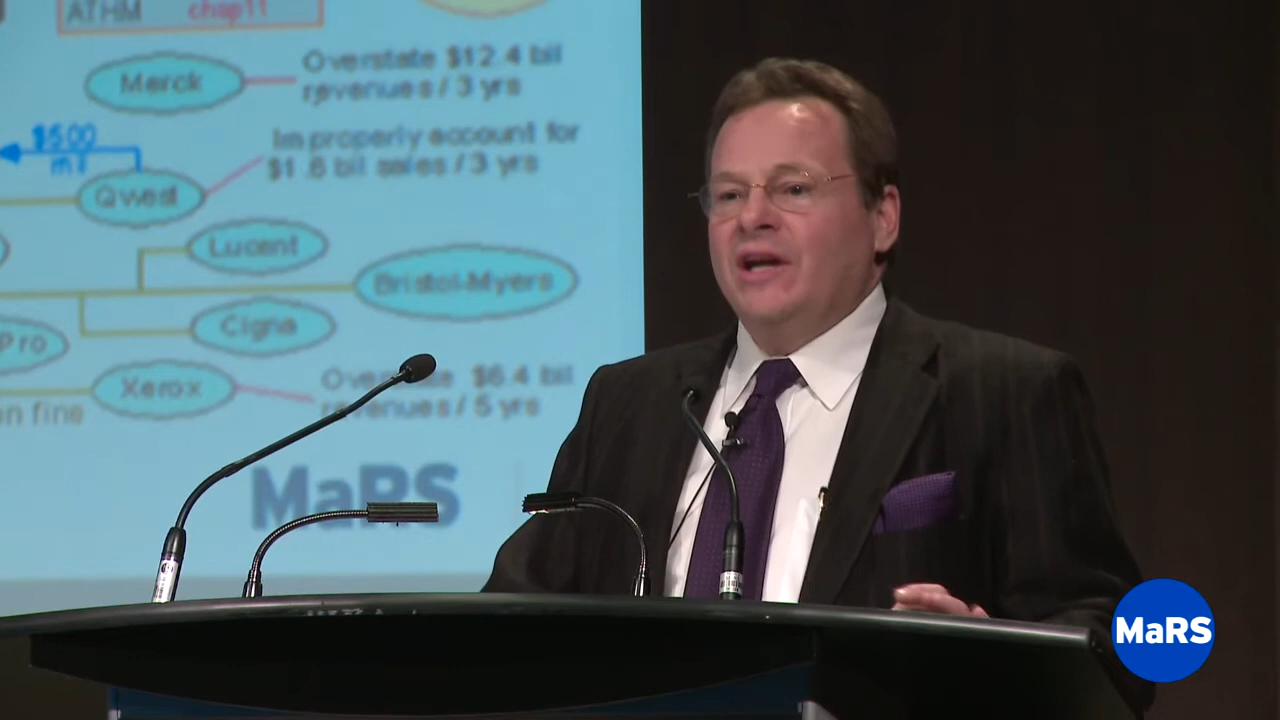 ATHM chap11
Merck
Overstate $12.4 bil
revenues / 3 yrs
$500
Improperly account for
$1.6 bil sales / 3 yrs
Qwest
Lucent
Bristol-Myers
Cigna
Pro
Xerox
Overstate $6.4 bil
revenues / 5 yrs
on fine
MaRS
MaRS